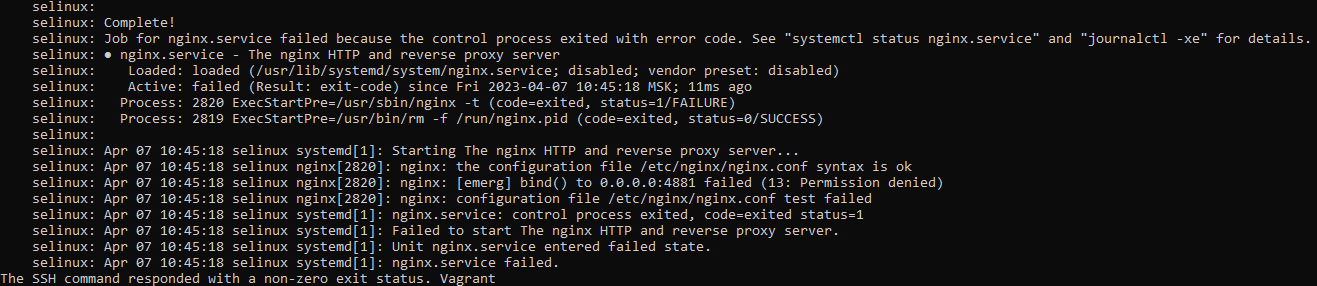 selinux:
selinux: Complete!
selinux: Job for nginx.service failed because the control process exited with error code. See "systemctl status nginx.service" and "journalctl -xe" for details.
selinux: ● nginx.service - The nginx HTTP and reverse proxy server
selinux:    Loaded: loaded (/usr/lib/systemd/system/nginx.service; disabled; vendor preset: disabled)
selinux:    Active: failed (Result: exit-code) since Fri 2023-04-07 10:45:18 MSK; 11ms ago
selinux:   Process: 2820 ExecStartPre=/usr/sbin/nginx -t (code=exited, status=1/FAILURE)
selinux:   Process: 2819 ExecStartPre=/usr/bin/rm -f /run/nginx.pid (code=exited, status=0/SUCCESS)
selinux:
selinux: Apr 07 10:45:18 selinux systemd[1]: Starting The nginx HTTP and reverse proxy server...
selinux: Apr 07 10:45:18 selinux nginx[2820]: nginx: the configuration file /etc/nginx/nginx.conf syntax is ok
selinux: Apr 07 10:45:18 selinux nginx[2820]: nginx: [emerg] bind() to 0.0.0.0:4881 failed (13: Permission denied)
selinux: Apr 07 10:45:18 selinux nginx[2820]: nginx: configuration file /etc/nginx/nginx.conf test failed
selinux: Apr 07 10:45:18 selinux systemd[1]: nginx.service: control process exited, code=exited status=1
selinux: Apr 07 10:45:18 selinux systemd[1]: Failed to start The nginx HTTP and reverse proxy server.
selinux: Apr 07 10:45:18 selinux systemd[1]: Unit nginx.service entered failed state.
selinux: Apr 07 10:45:18 selinux systemd[1]: nginx.service failed.
The SSH command responded with a non-zero exit status. Vagrant